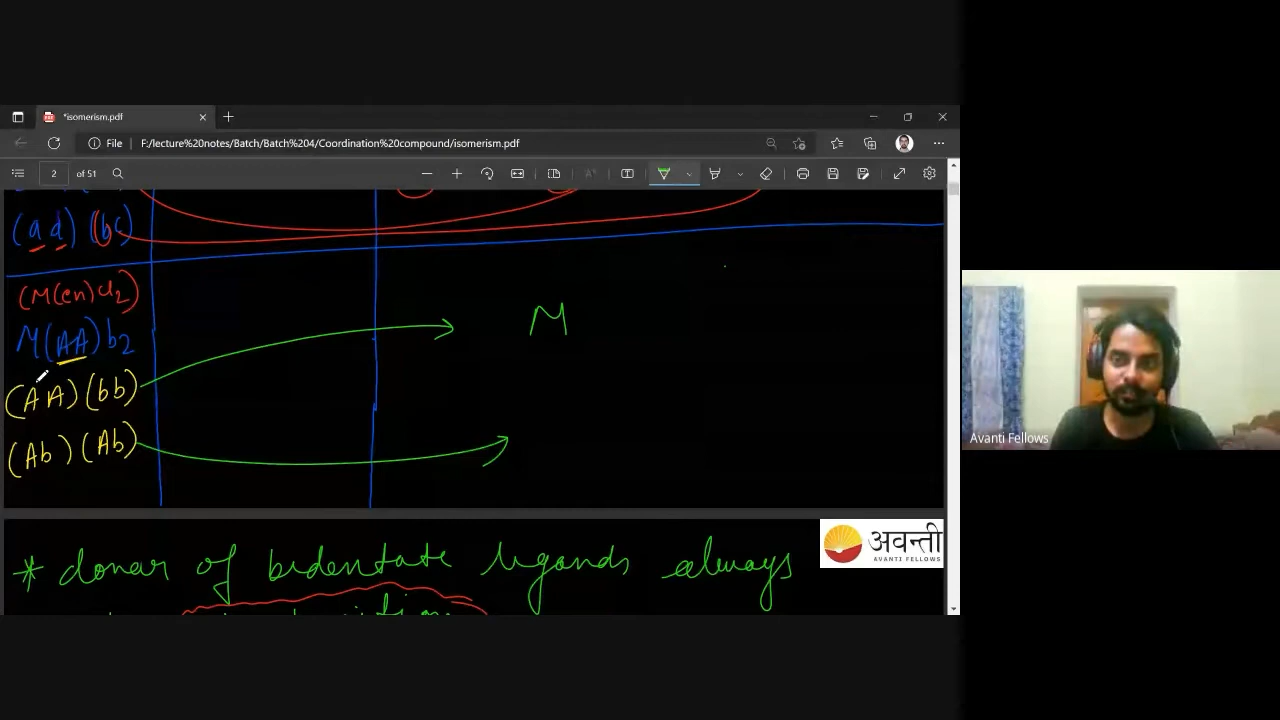 *isomerism.pdf
File F:/lecture%20notes/Batch/Batch%204/Coordination%20compound/isomerism.pdf
2 of 51
(a d) (bc)
(M(en)Cl2)
M(AA)b2
(AA)(bb)
(Ab)(Ab)
M
Avanti Fellows
* donar of bidentate ligands always
अवन्ती
AVANTI FELLOWS